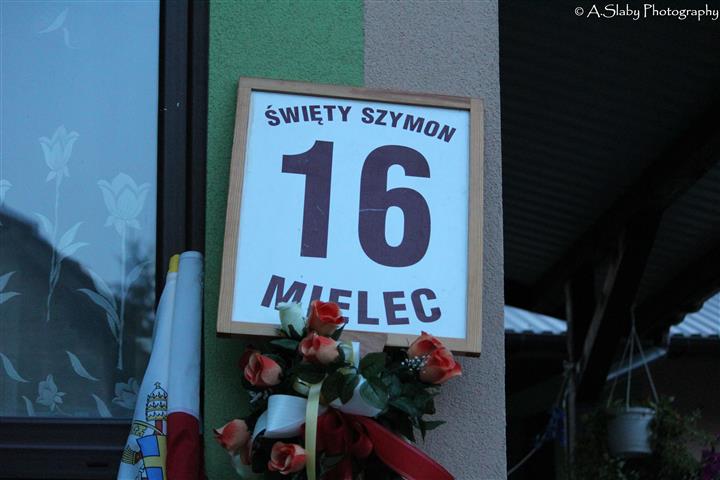 © A.Slaby Photography
ŚWIĘTY SZYMON
16
MIELEC